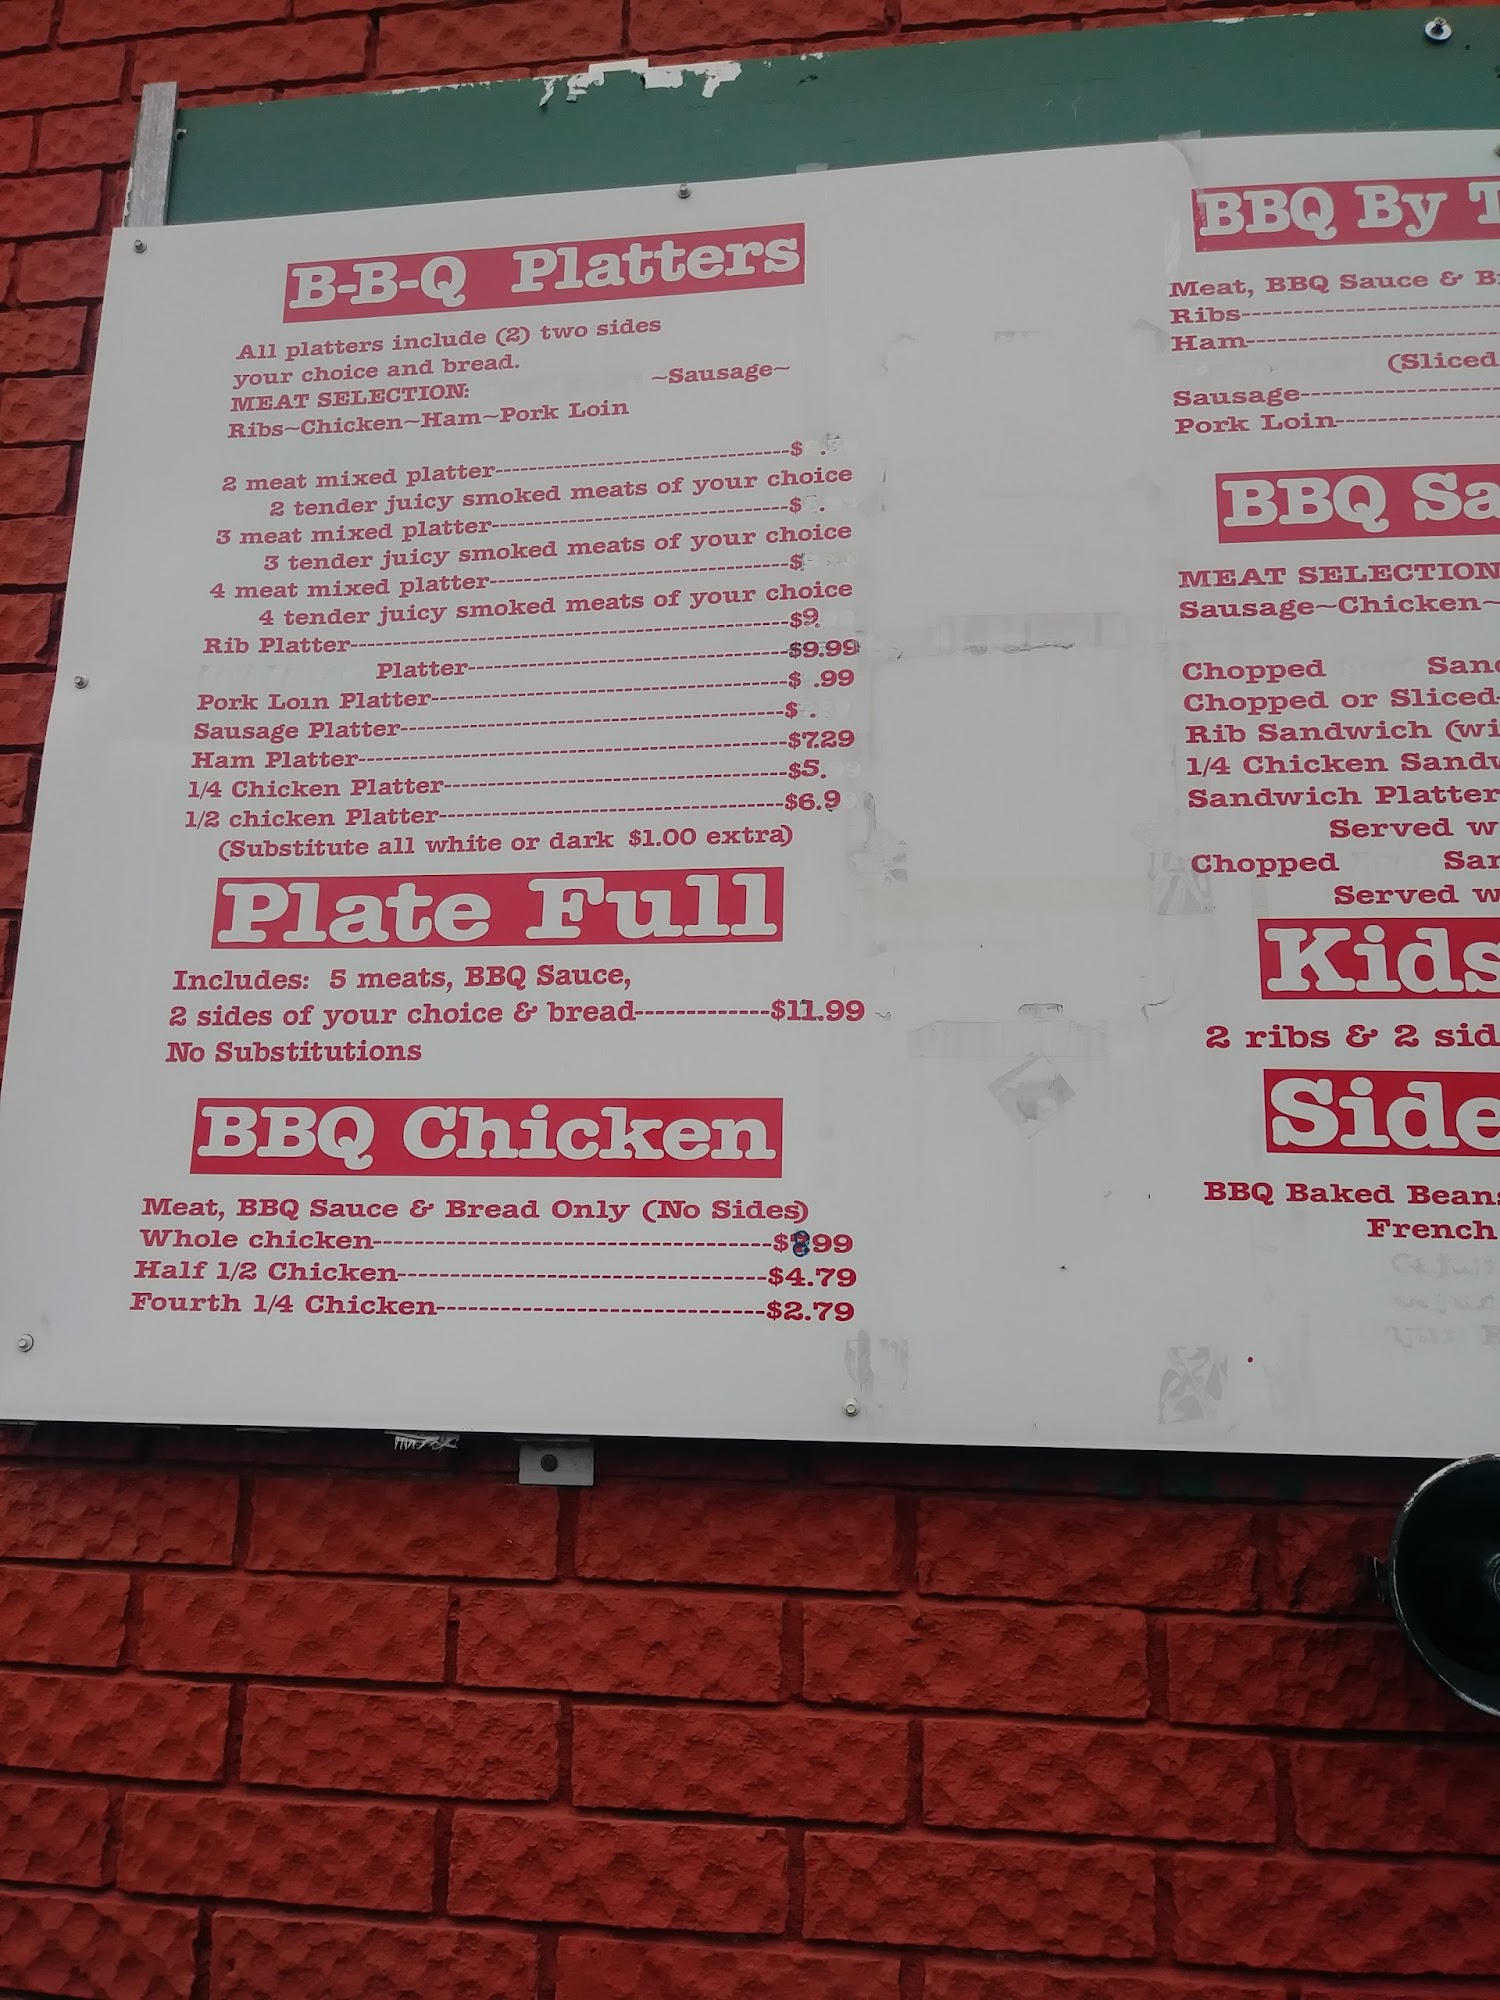 B-B-Q Platters
All platters include (2) two sides
your choice and bread.
MEAT SELECTION: ~Sausage~
Ribs~Chicken~Ham~Pork Loin
2 meat mixed platter-----------------------------------$ .
2 tender juicy smoked meats of your choice
3 meat mixed platter-----------------------------------$ .
3 tender juicy smoked meats of your choice
4 meat mixed platter-----------------------------------$
4 tender juicy smoked meats of your choice
Rib Platter----------------------------------------------------$9
Platter--------------------------------------$9.99
Pork Loin Platter------------------------------------------$ .99
Sausage Platter----------------------------------------------$ .
Ham Platter---------------------------------------------------$7.29
1/4 Chicken Platter-----------------------------------------$5.
1/2 chicken Platter-----------------------------------------$6.9
(Substitute all white or dark $1.00 extra)
Plate Full
Includes: 5 meats, BBQ Sauce,
2 sides of your choice & bread-------------$11.99
No Substitutions
BBQ Chicken
Meat, BBQ Sauce & Bread Only (No Sides)
Whole chicken--------------------------------------$8.99
Half 1/2 Chicken-----------------------------------$4.79
Fourth 1/4 Chicken-------------------------------$2.79
BBQ By T
Meat, BBQ Sauce & B
Ribs--------------------------
Ham-------------------------
(Sliced
Sausage--------------------
Pork Loin----------------
BBQ Sa
MEAT SELECTION
Sausage~Chicken~
Chopped Sand
Chopped or Sliced-
Rib Sandwich (wi
1/4 Chicken Sandw
Sandwich Platter
Served w
Chopped San
Served w
Kids
2 ribs & 2 sid
Side
BBQ Baked Beans
French